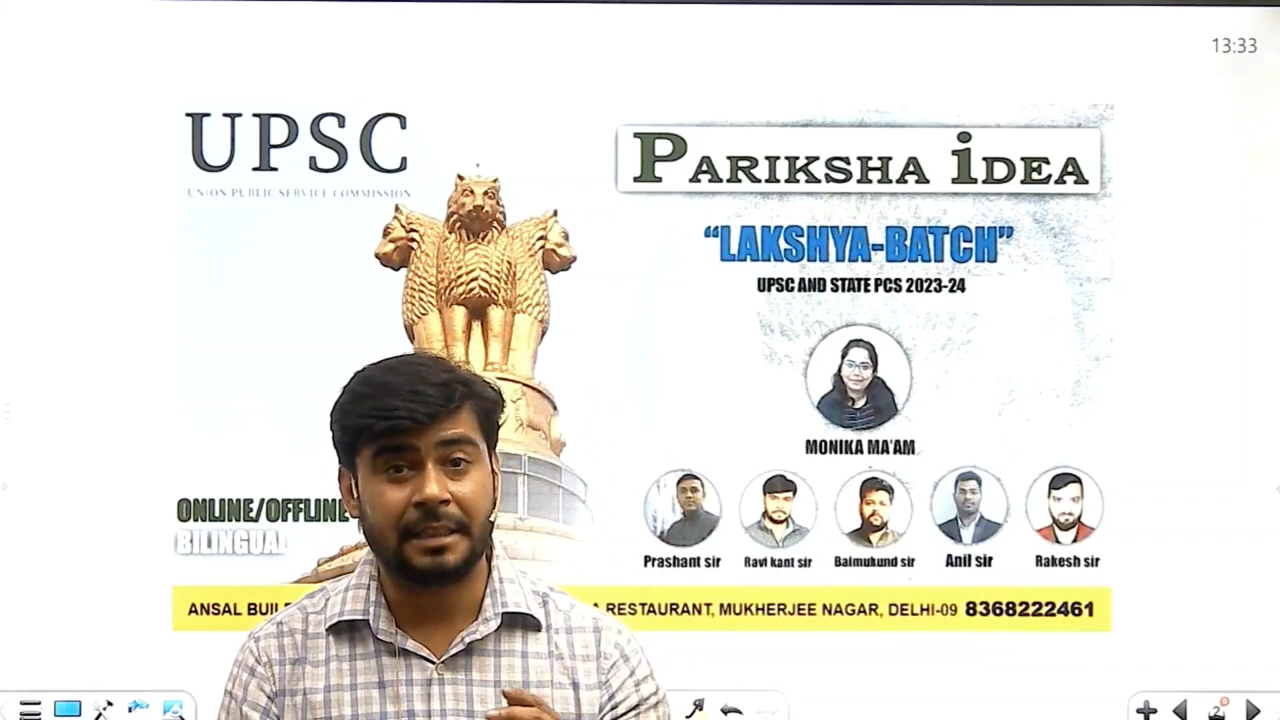 13:33
UPSC
UNION PUBLIC SERVICE COMMISSION
PARIKSHA iDEA
“LAKSHYA-BATCH”
UPSC AND STATE PCS 2023-24
MONIKA MA'AM
Prashant sir
Ravi kant sir
Balmukund sir
Anil sir
Rakesh sir
ONLINE/OFFLINE
BILINGUAL
ANSAL RESTAURANT, MUKHERJEE NAGAR, DELHI-09 8368222461
2